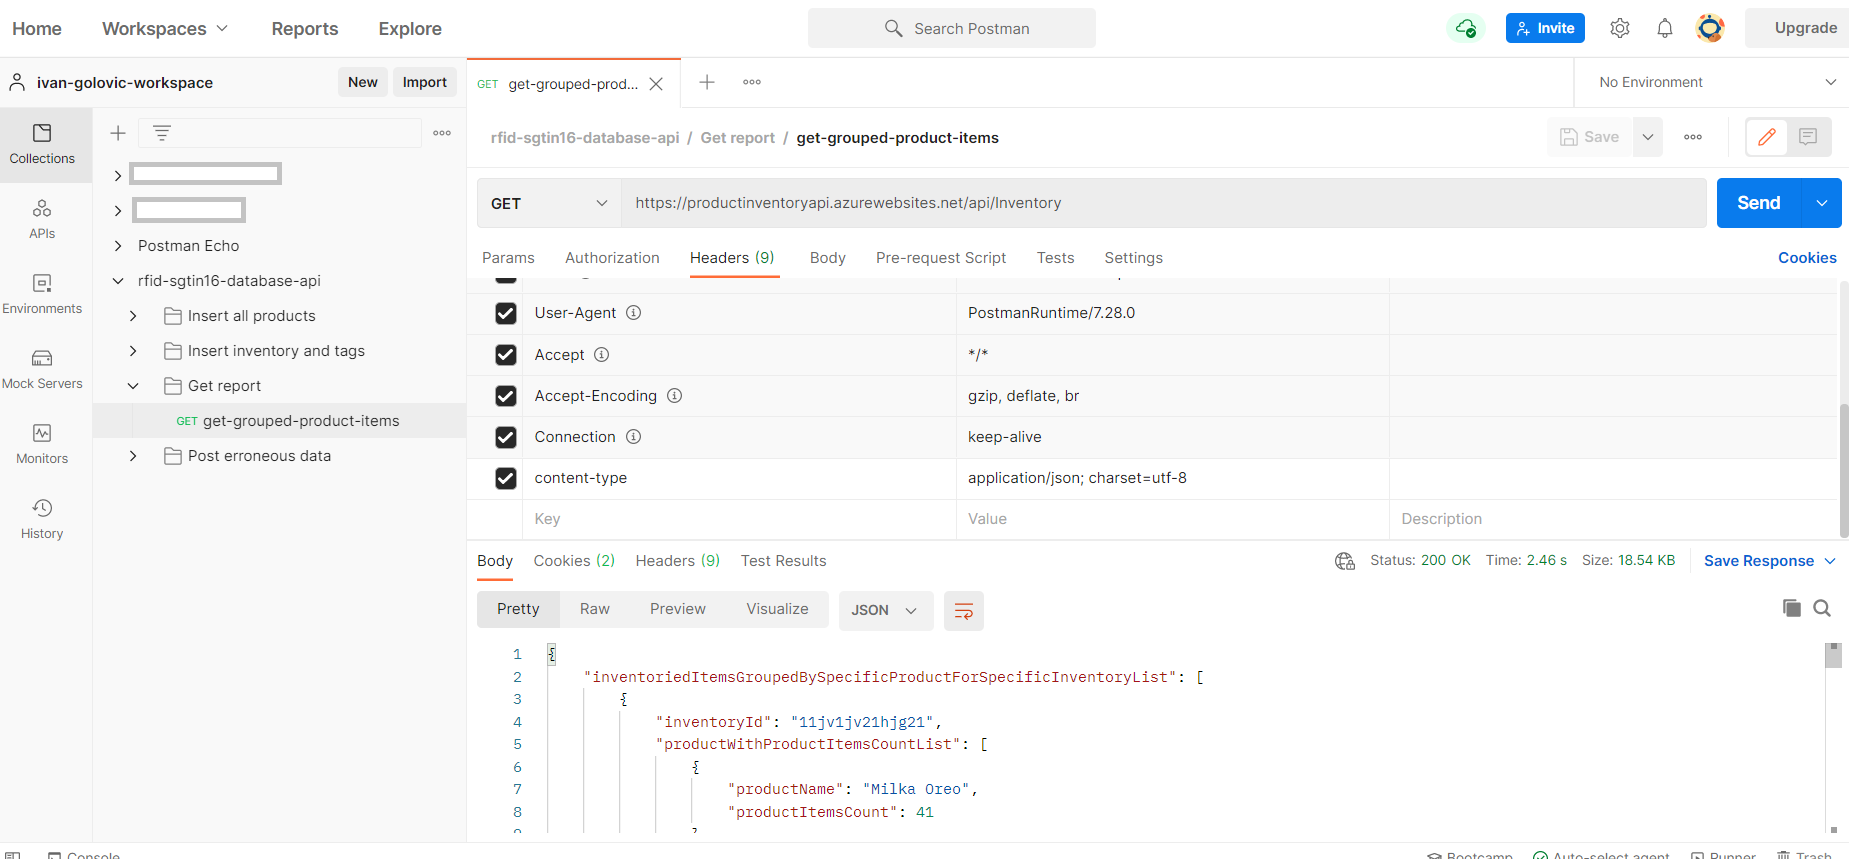 Home Workspaces Reports Explore Search Postman Invite Upgrade
ivan-golovic-workspace New Import
GET get-grouped-prod... No Environment
Collections
APIs
Environments
Mock Servers
Monitors
History
Postman Echo
rfid-sgtin16-database-api
Insert all products
Insert inventory and tags
Get report
GET get-grouped-product-items
Post erroneous data
rfid-sgtin16-database-api / Get report / get-grouped-product-items Save
GET https://productinventoryapi.azurewebsites.net/api/Inventory Send
Params Authorization Headers (9) Body Pre-request Script Tests Settings Cookies
User-Agent PostmanRuntime/7.28.0
Accept */*
Accept-Encoding gzip, deflate, br
Connection keep-alive
content-type application/json; charset=utf-8
Key Value Description
Body Cookies (2) Headers (9) Test Results Status: 200 OK Time: 2.46 s Size: 18.54 KB Save Response
Pretty Raw Preview Visualize JSON
1 {
2 "inventoriedItemsGroupedBySpecificProductForSpecificInventoryList": [
3 {
4 "inventoryId": "11jv1jv21hjg21",
5 "productWithProductItemsCountList": [
6 {
7 "productName": "Milka Oreo",
8 "productItemsCount": 41
Console Bootcamp Auto-select agent Runner Trash